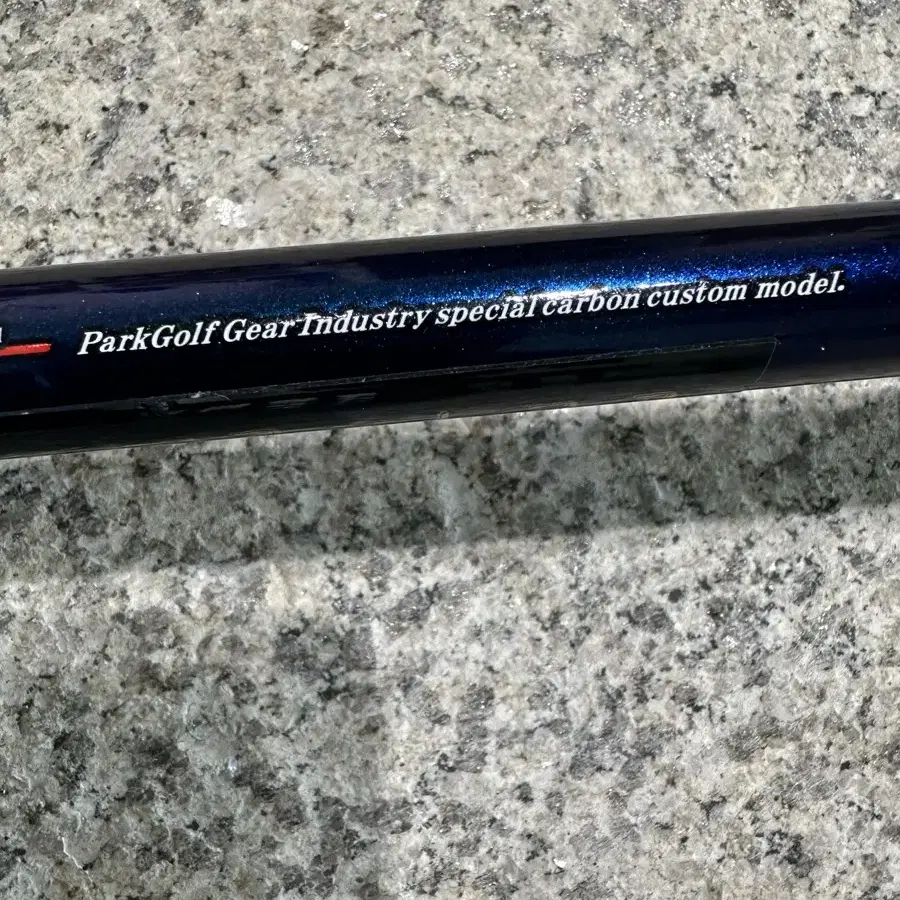 ParkGolf Gear Industry special carbon custom model.